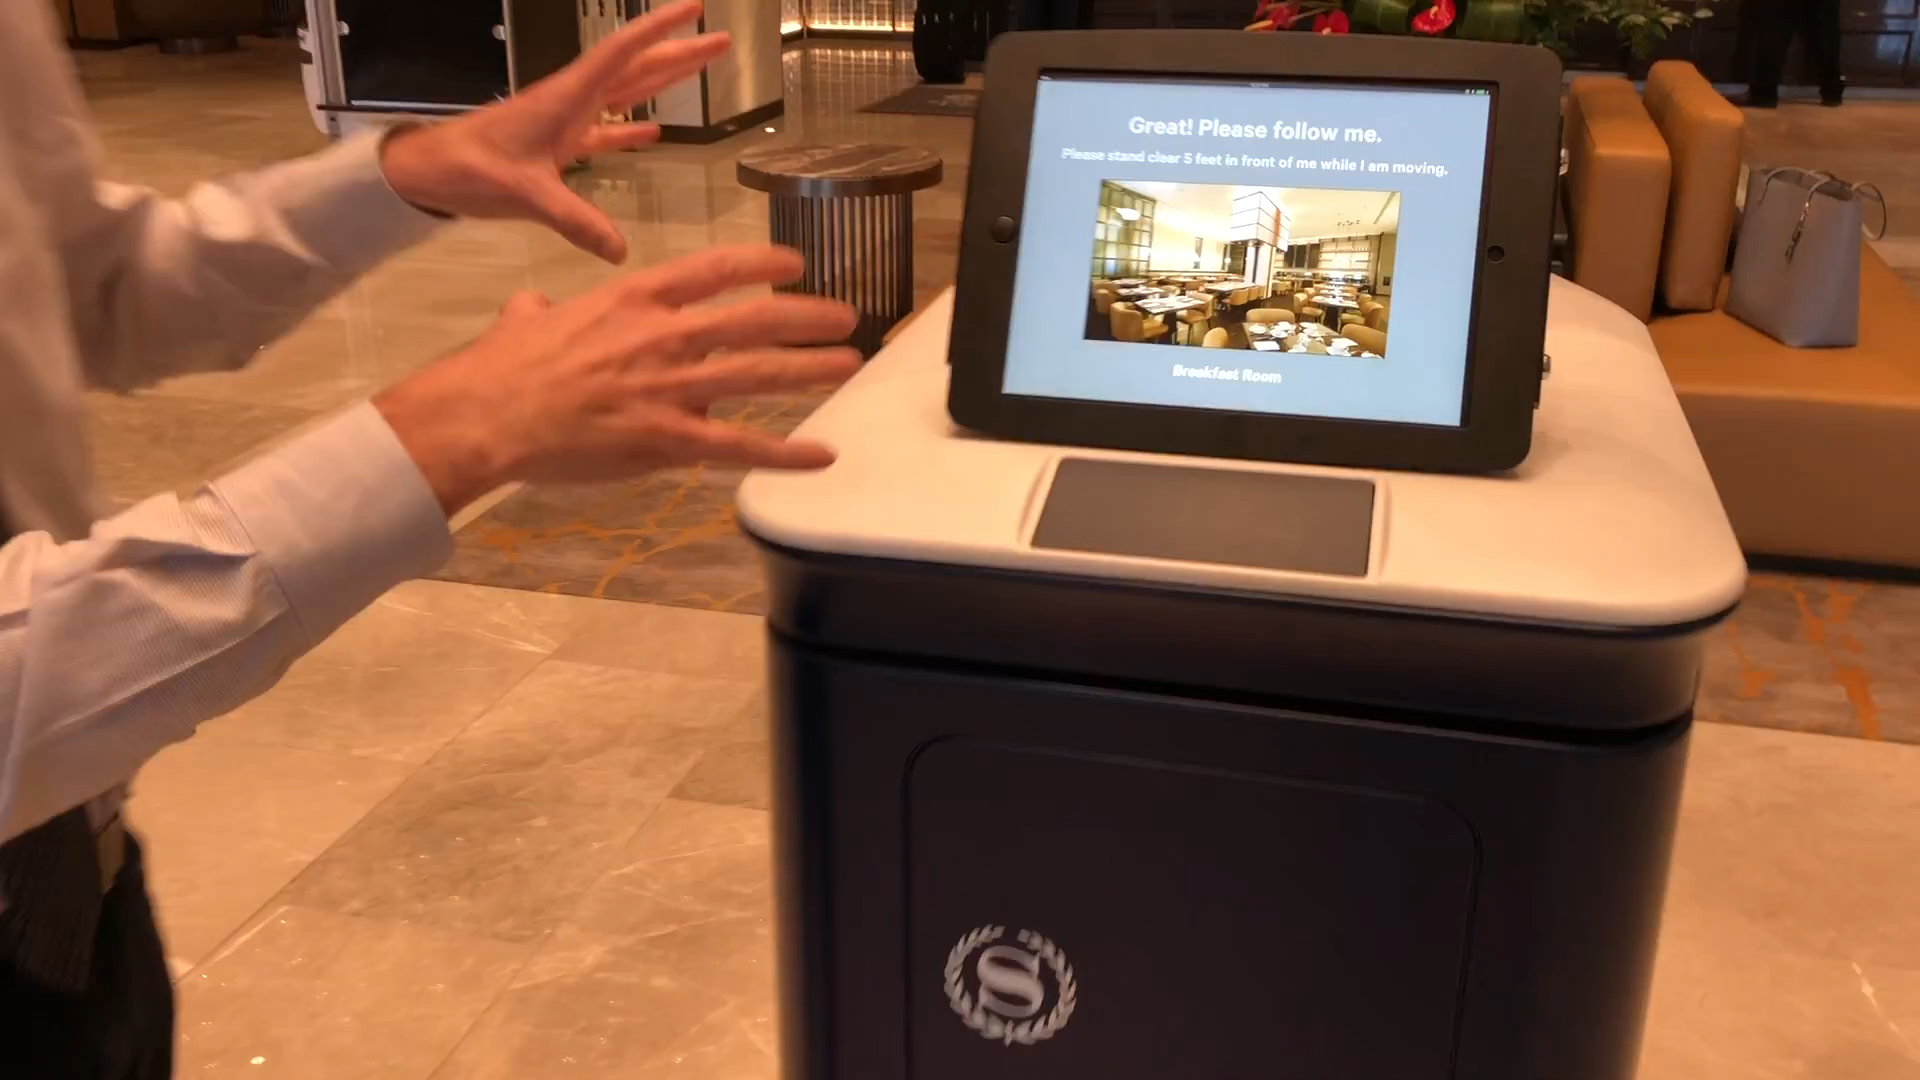 Great! Please follow me.
Please stand clear 5 feet in front of me while I am moving.
Breakfast Room
S